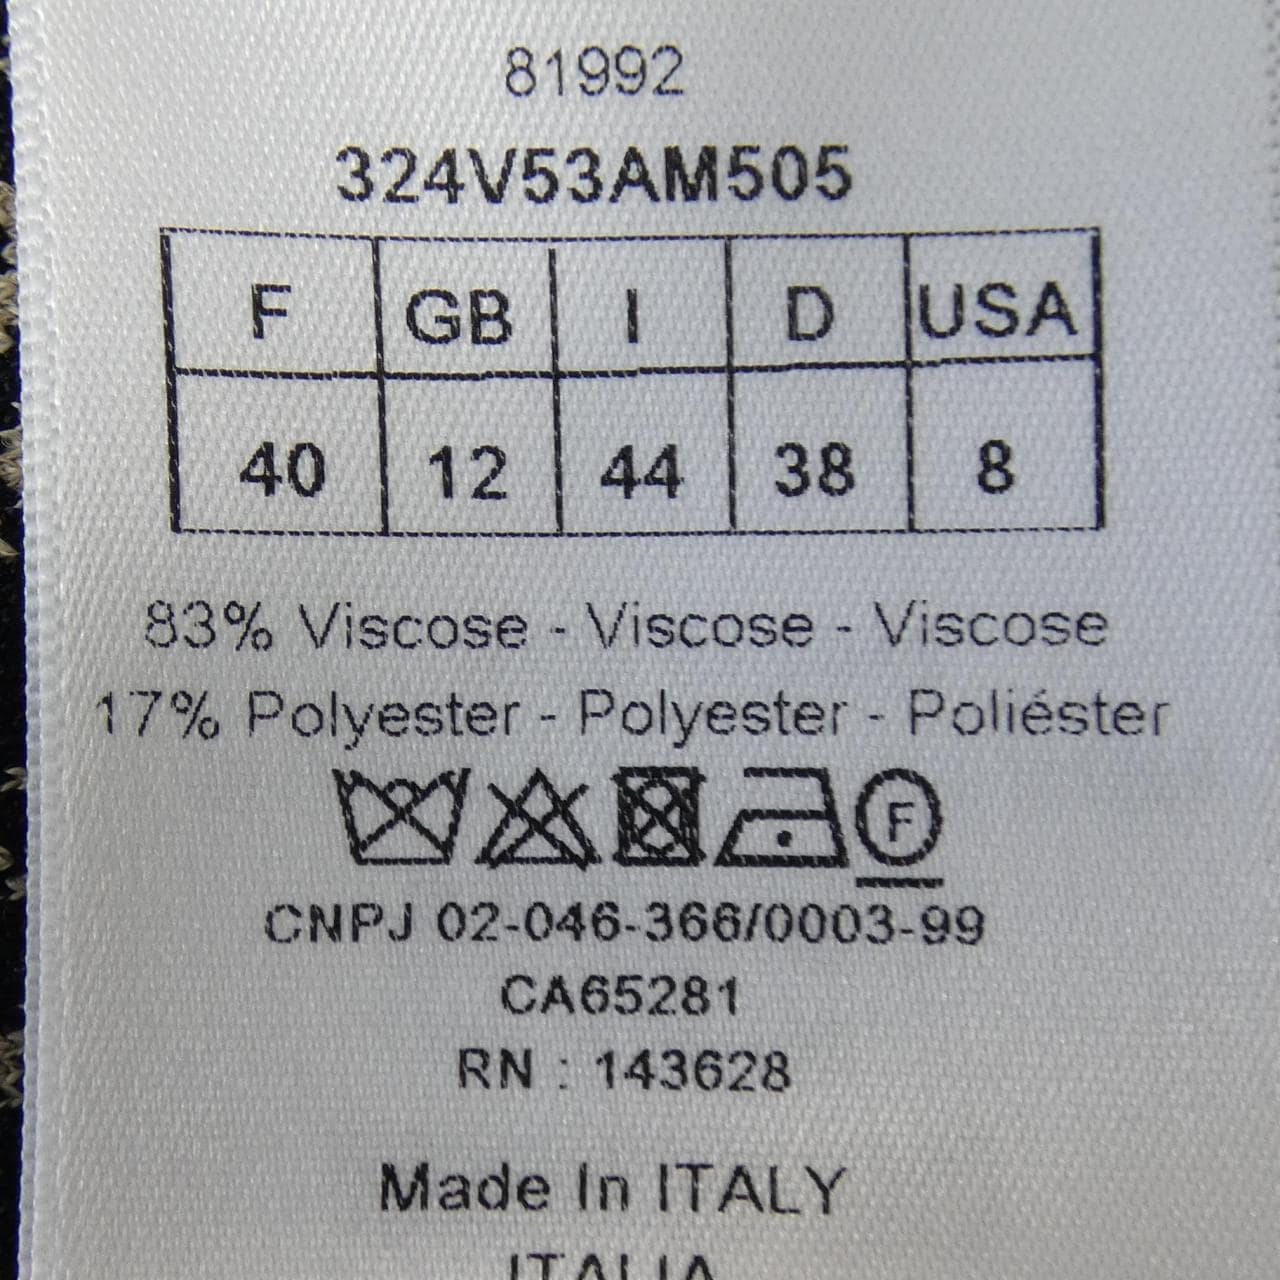 81992
324V53AM505
F GB I D USA
40 12 44 38 8
83% Viscose - Viscose - Viscose
17% Polyester - Polyester - Poliéster
F
CNPJ 02-046-366/0003-99
CA65281
RN : 143628
Made In ITALY
ITALIA